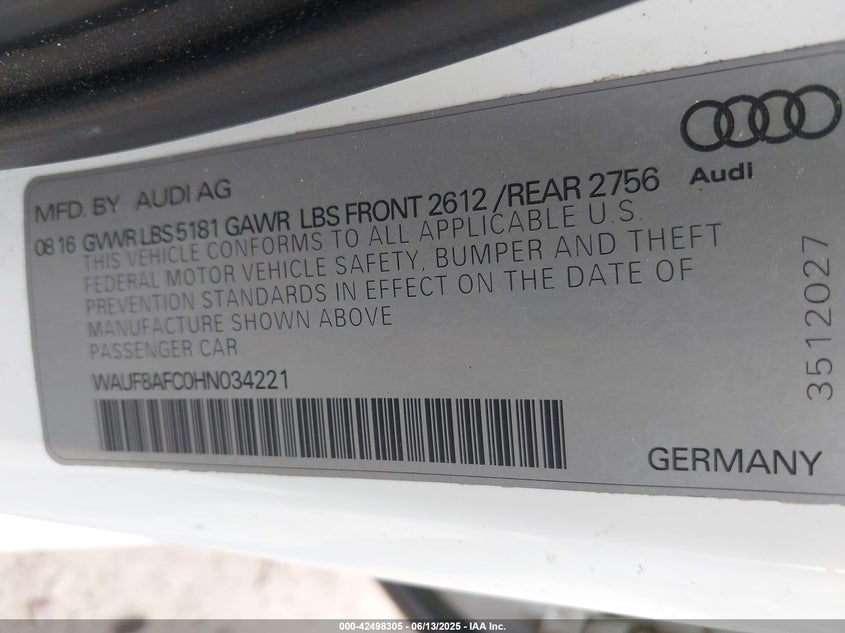 Audi
MFD. BY AUDI AG
08 16 GVWR LBS 5181 GAWR LBS FRONT 2612 /REAR 2756
THIS VEHICLE CONFORMS TO ALL APPLICABLE U.S.
FEDERAL MOTOR VEHICLE SAFETY, BUMPER AND THEFT
PREVENTION STANDARDS IN EFFECT ON THE DATE OF
MANUFACTURE SHOWN ABOVE
PASSENGER CAR
WAUF8AFC0HN034221
GERMANY
3512027
000-42498305 - 06/13/2025 - IAA Inc.